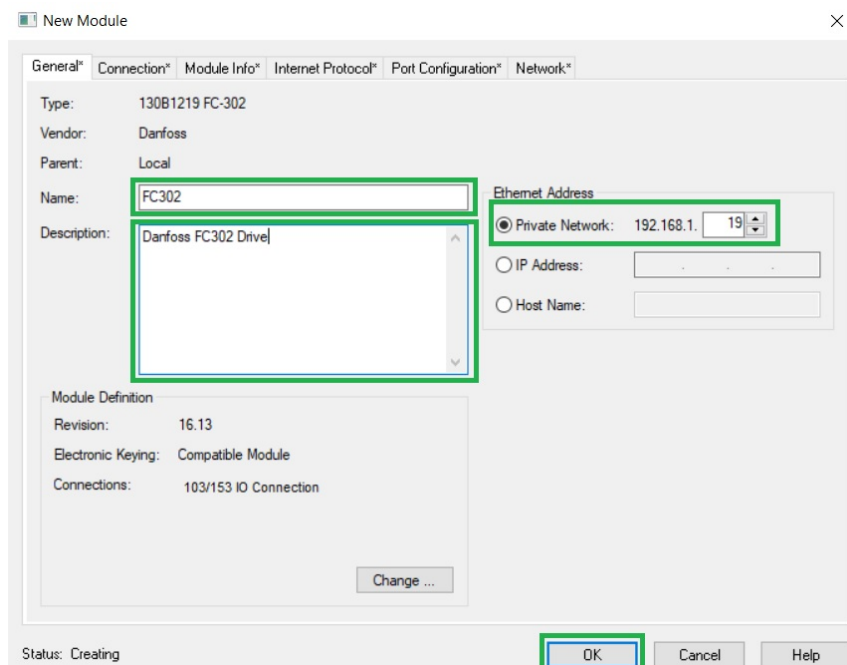 New Module
General* Connection* Module Info* Internet Protocol* Port Configuration* Network*
Type: 130B1219 FC-302
Vendor: Danfoss
Parent: Local
Name: FC302
Description: Danfoss FC302 Drive
Ethernet Address
Private Network: 192.168.1. 19
IP Address: . . .
Host Name:
Module Definition
Revision: 16.13
Electronic Keying: Compatible Module
Connections: 103/153 IO Connection
Change ...
Status: Creating
OK Cancel Help